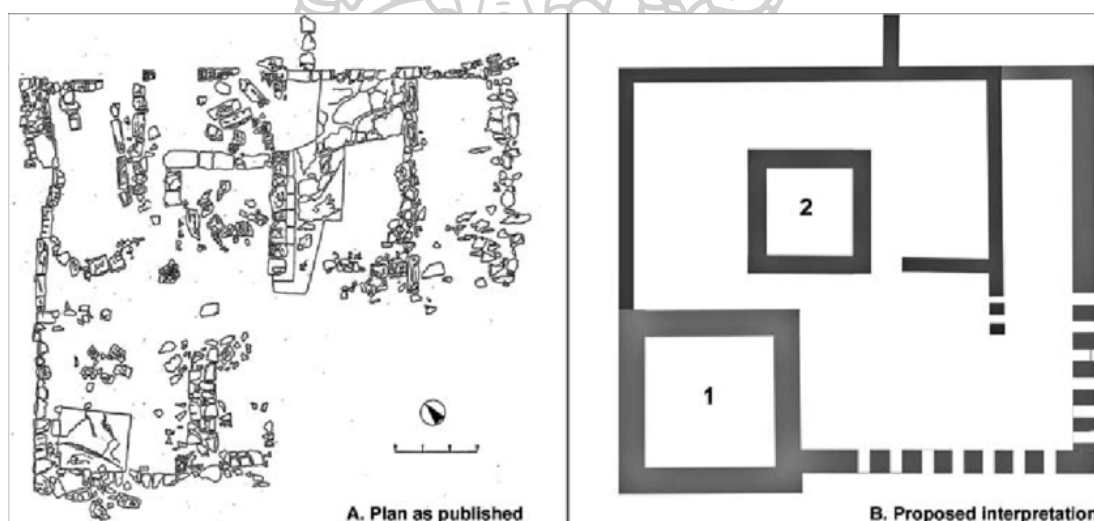 2
1
A. Plan as published
B. Proposed interpretation